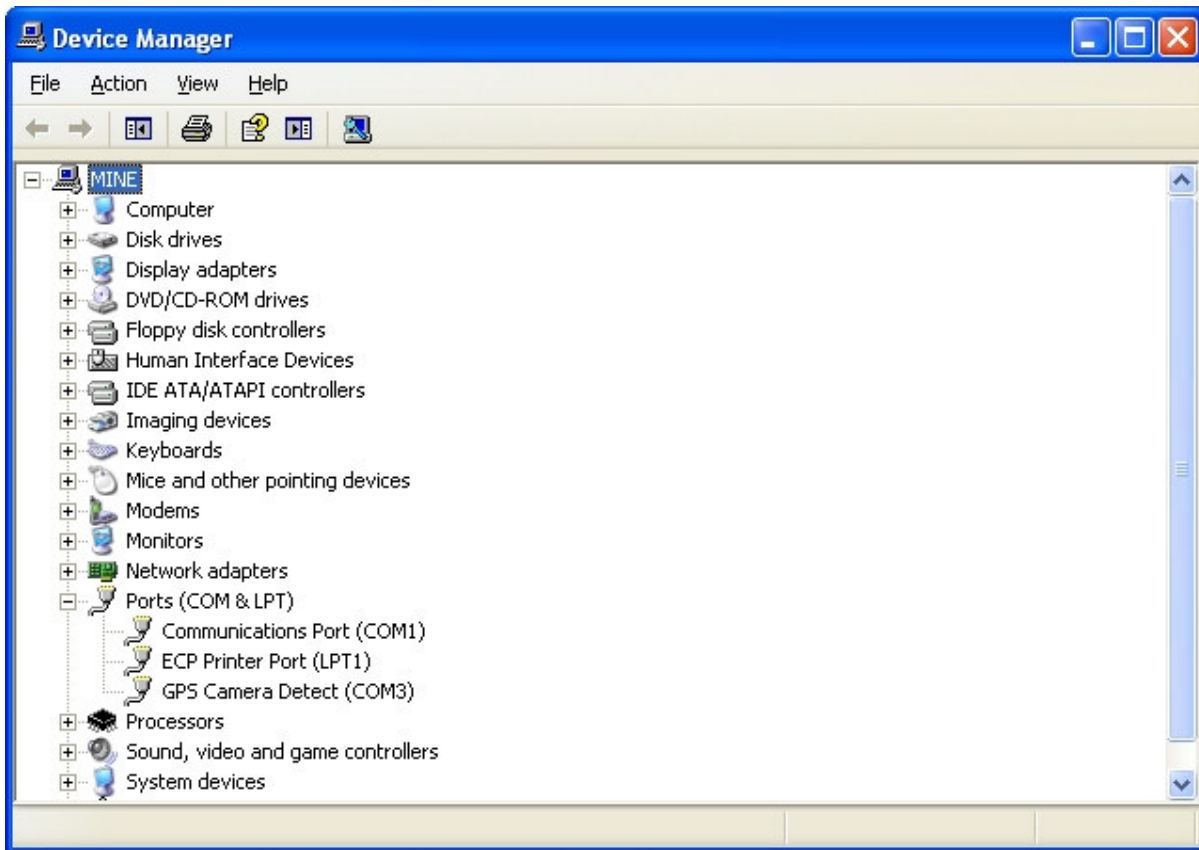 Device Manager
File Action View Help
MINE
Computer
Disk drives
Display adapters
DVD/CD-ROM drives
Floppy disk controllers
Human Interface Devices
IDE ATA/ATAPI controllers
Imaging devices
Keyboards
Mice and other pointing devices
Modems
Monitors
Network adapters
Ports (COM & LPT)
Communications Port (COM1)
ECP Printer Port (LPT1)
GPS Camera Detect (COM3)
Processors
Sound, video and game controllers
System devices